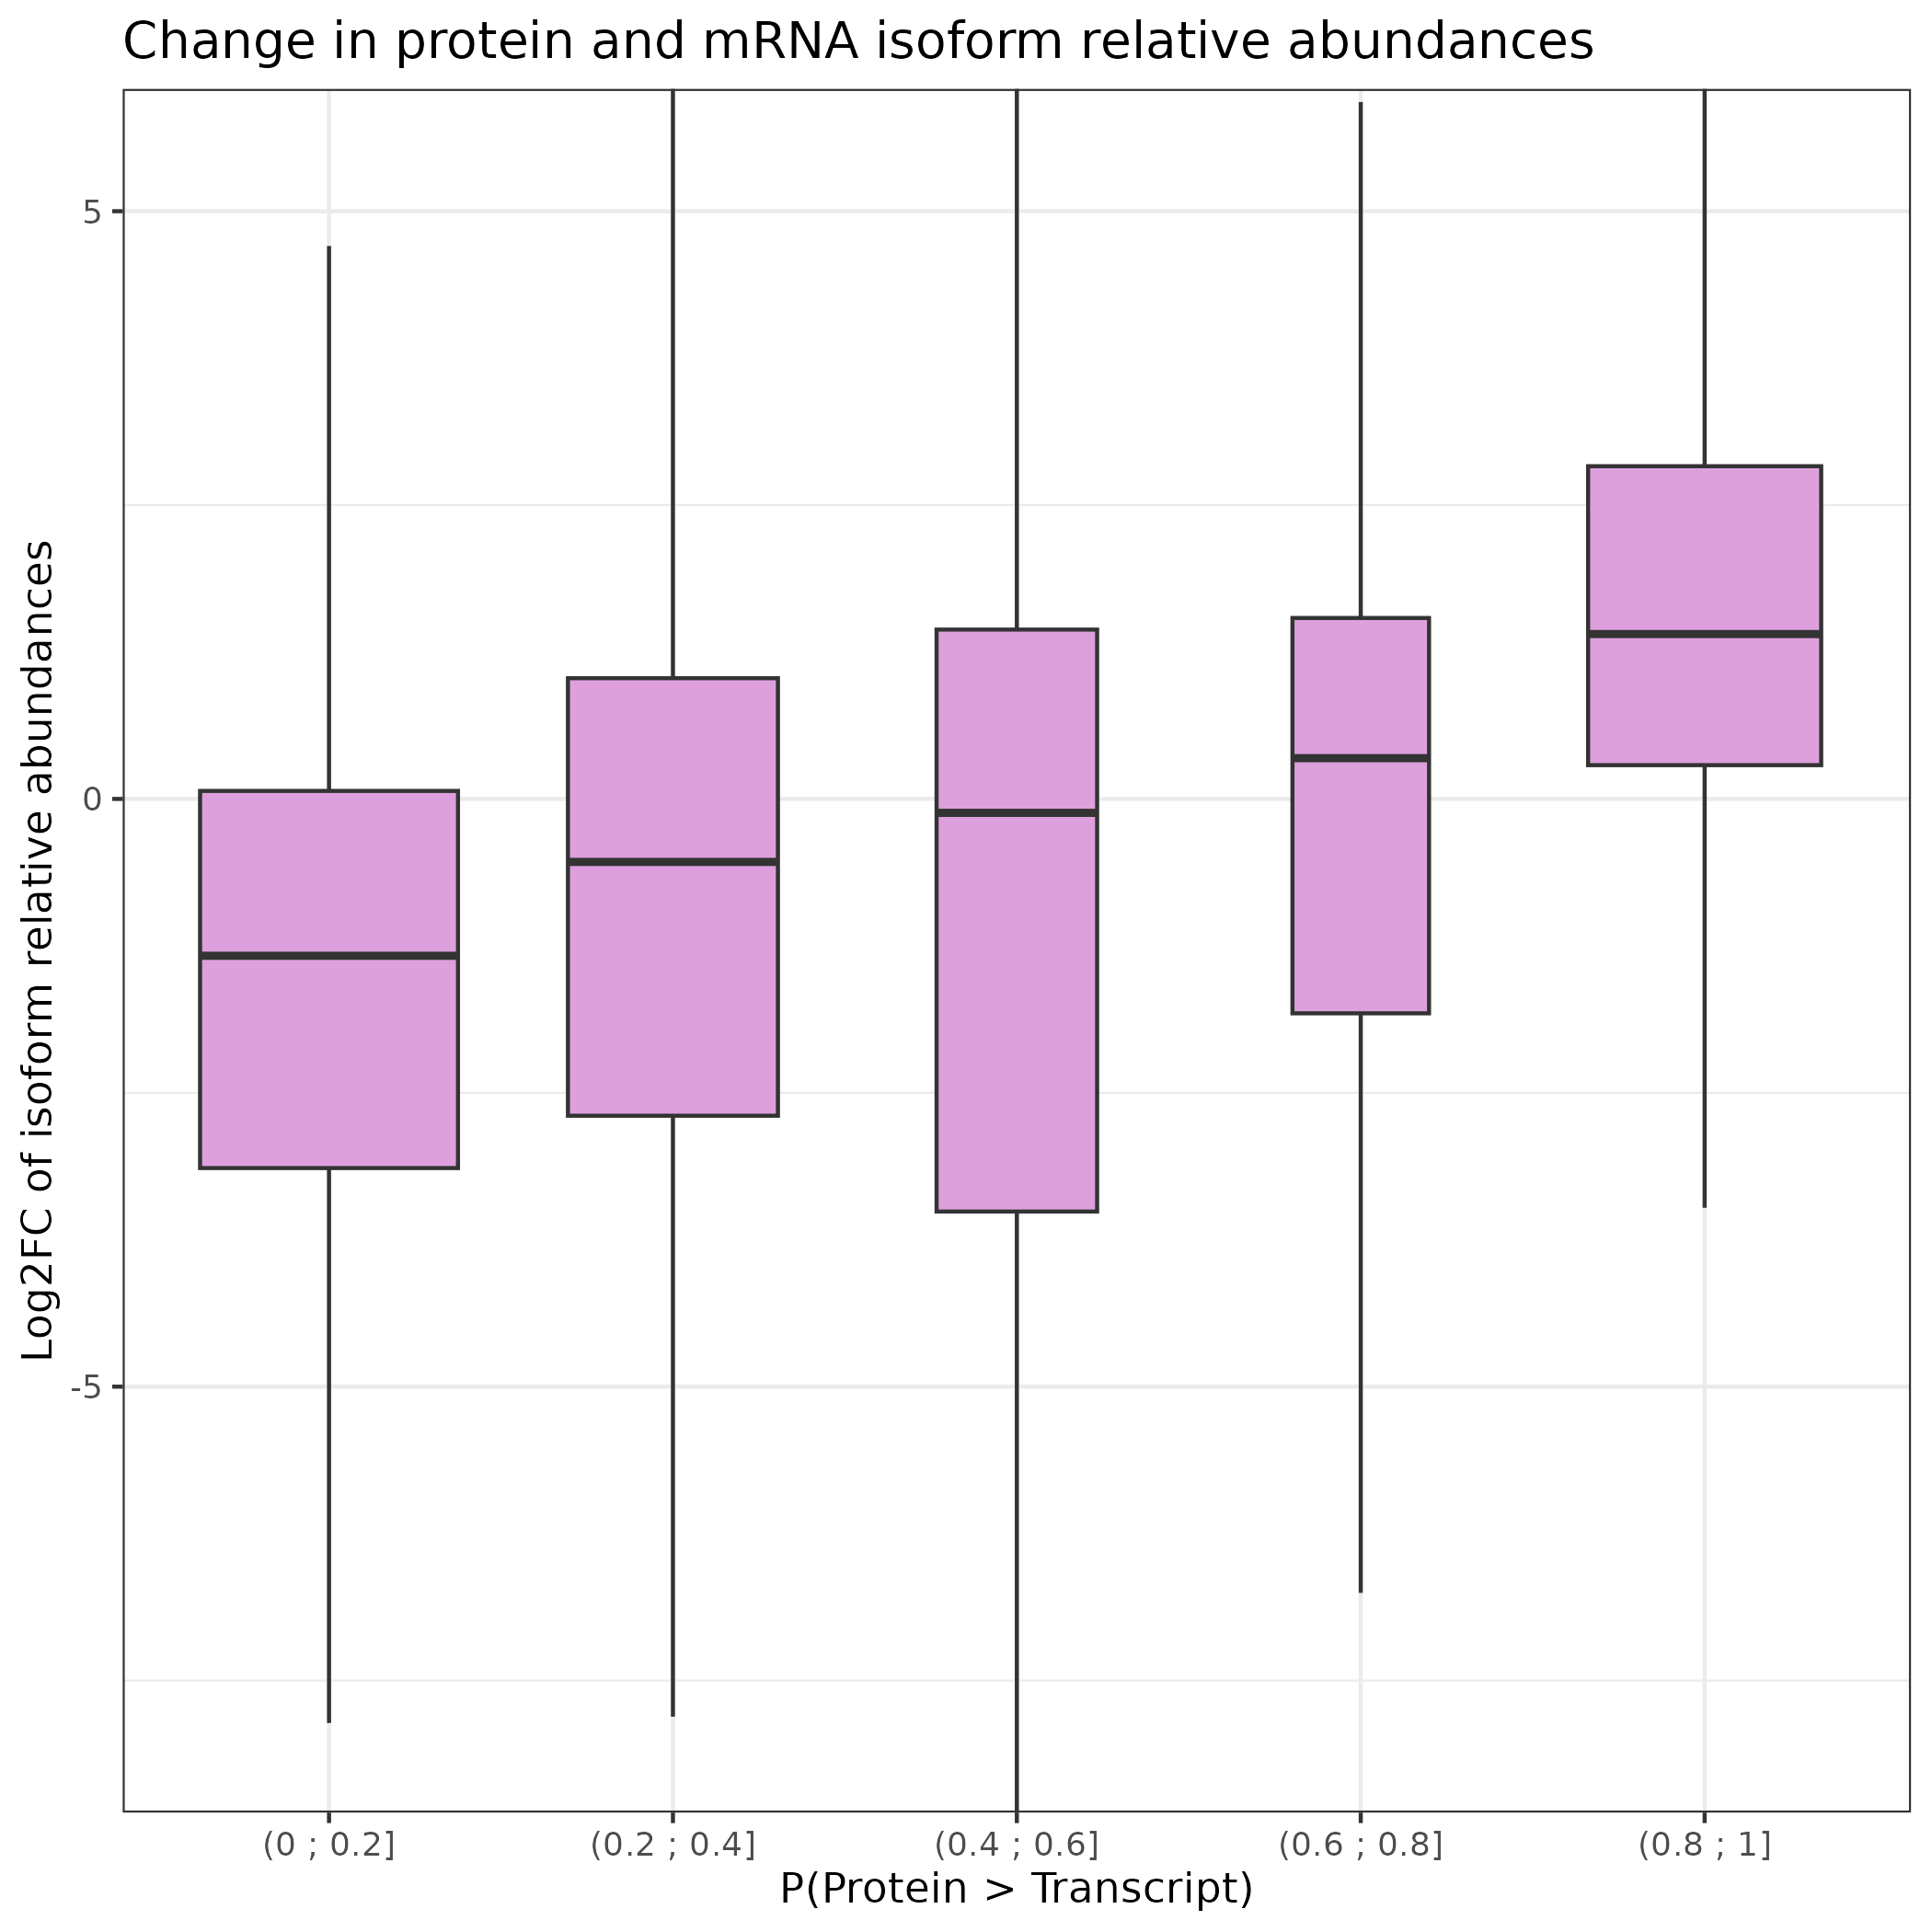 Change in protein and mRNA isoform relative abundances
Log2FC of isoform relative abundances
5
0
-5
(0 ; 0.2]
(0.2 ; 0.4]
(0.4 ; 0.6]
(0.6 ; 0.8]
(0.8 ; 1]
P(Protein > Transcript)